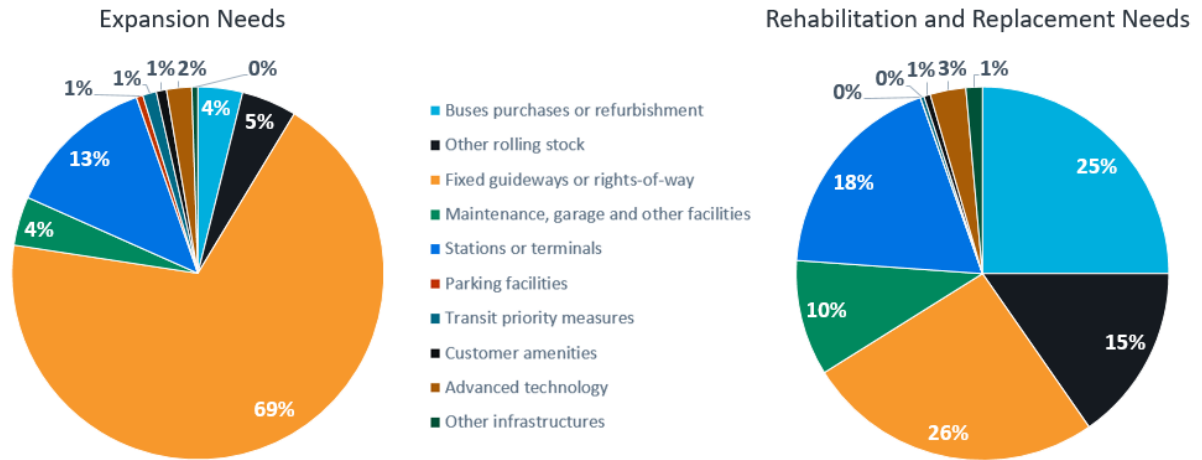 Expansion Needs
1%
1%
1%
2%
0%
4%
5%
13%
4%
69%
Buses purchases or refurbishment
Other rolling stock
Fixed guideways or rights-of-way
Maintenance, garage and other facilities
Stations or terminals
Parking facilities
Transit priority measures
Customer amenities
Advanced technology
Other infrastructures
Rehabilitation and Replacement Needs
0%
0%
1%
3%
1%
25%
18%
10%
15%
26%